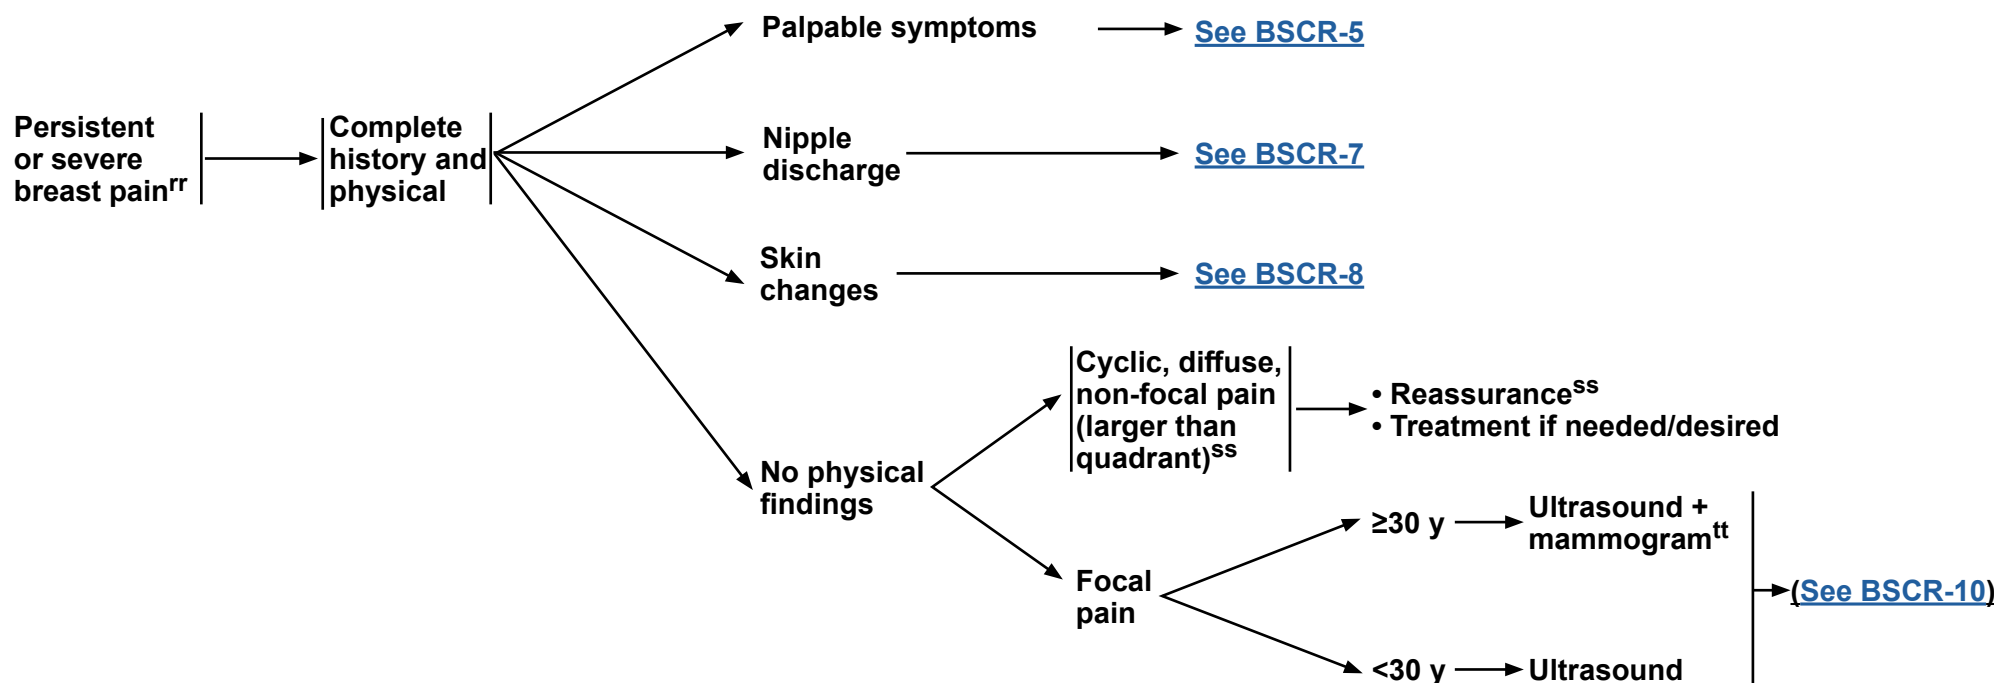 Palpable symptoms
See BSCR-5
Persistent
or severe
breast painrr
Complete
history and
physical
Nipple
discharge
See BSCR-7
Skin
changes
See BSCR-8
No physical
findings
Cyclic, diffuse,
non-focal pain
(larger than
quadrant)ss
• Reassurancess
• Treatment if needed/desired
Focal
pain
≥30 y
Ultrasound +
mammogramtt
<30 y
Ultrasound
(See BSCR-10)